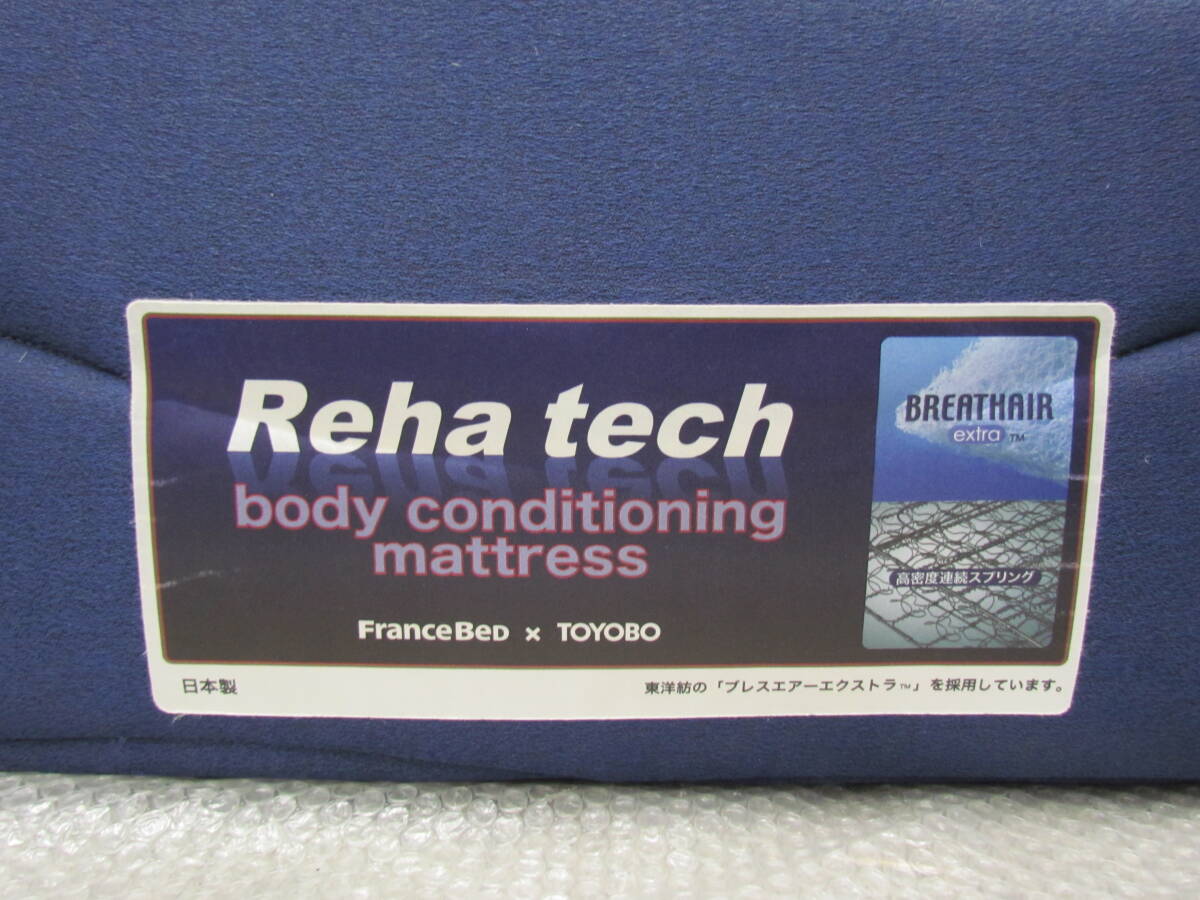 Reha tech
body conditioning
mattress
FRANCEBED × TOYOBO
BREATHAIR
extra ™
高密度連続スプリング
日本製
東洋紡の「ブレスエアーエクストラ™」を採用しています。